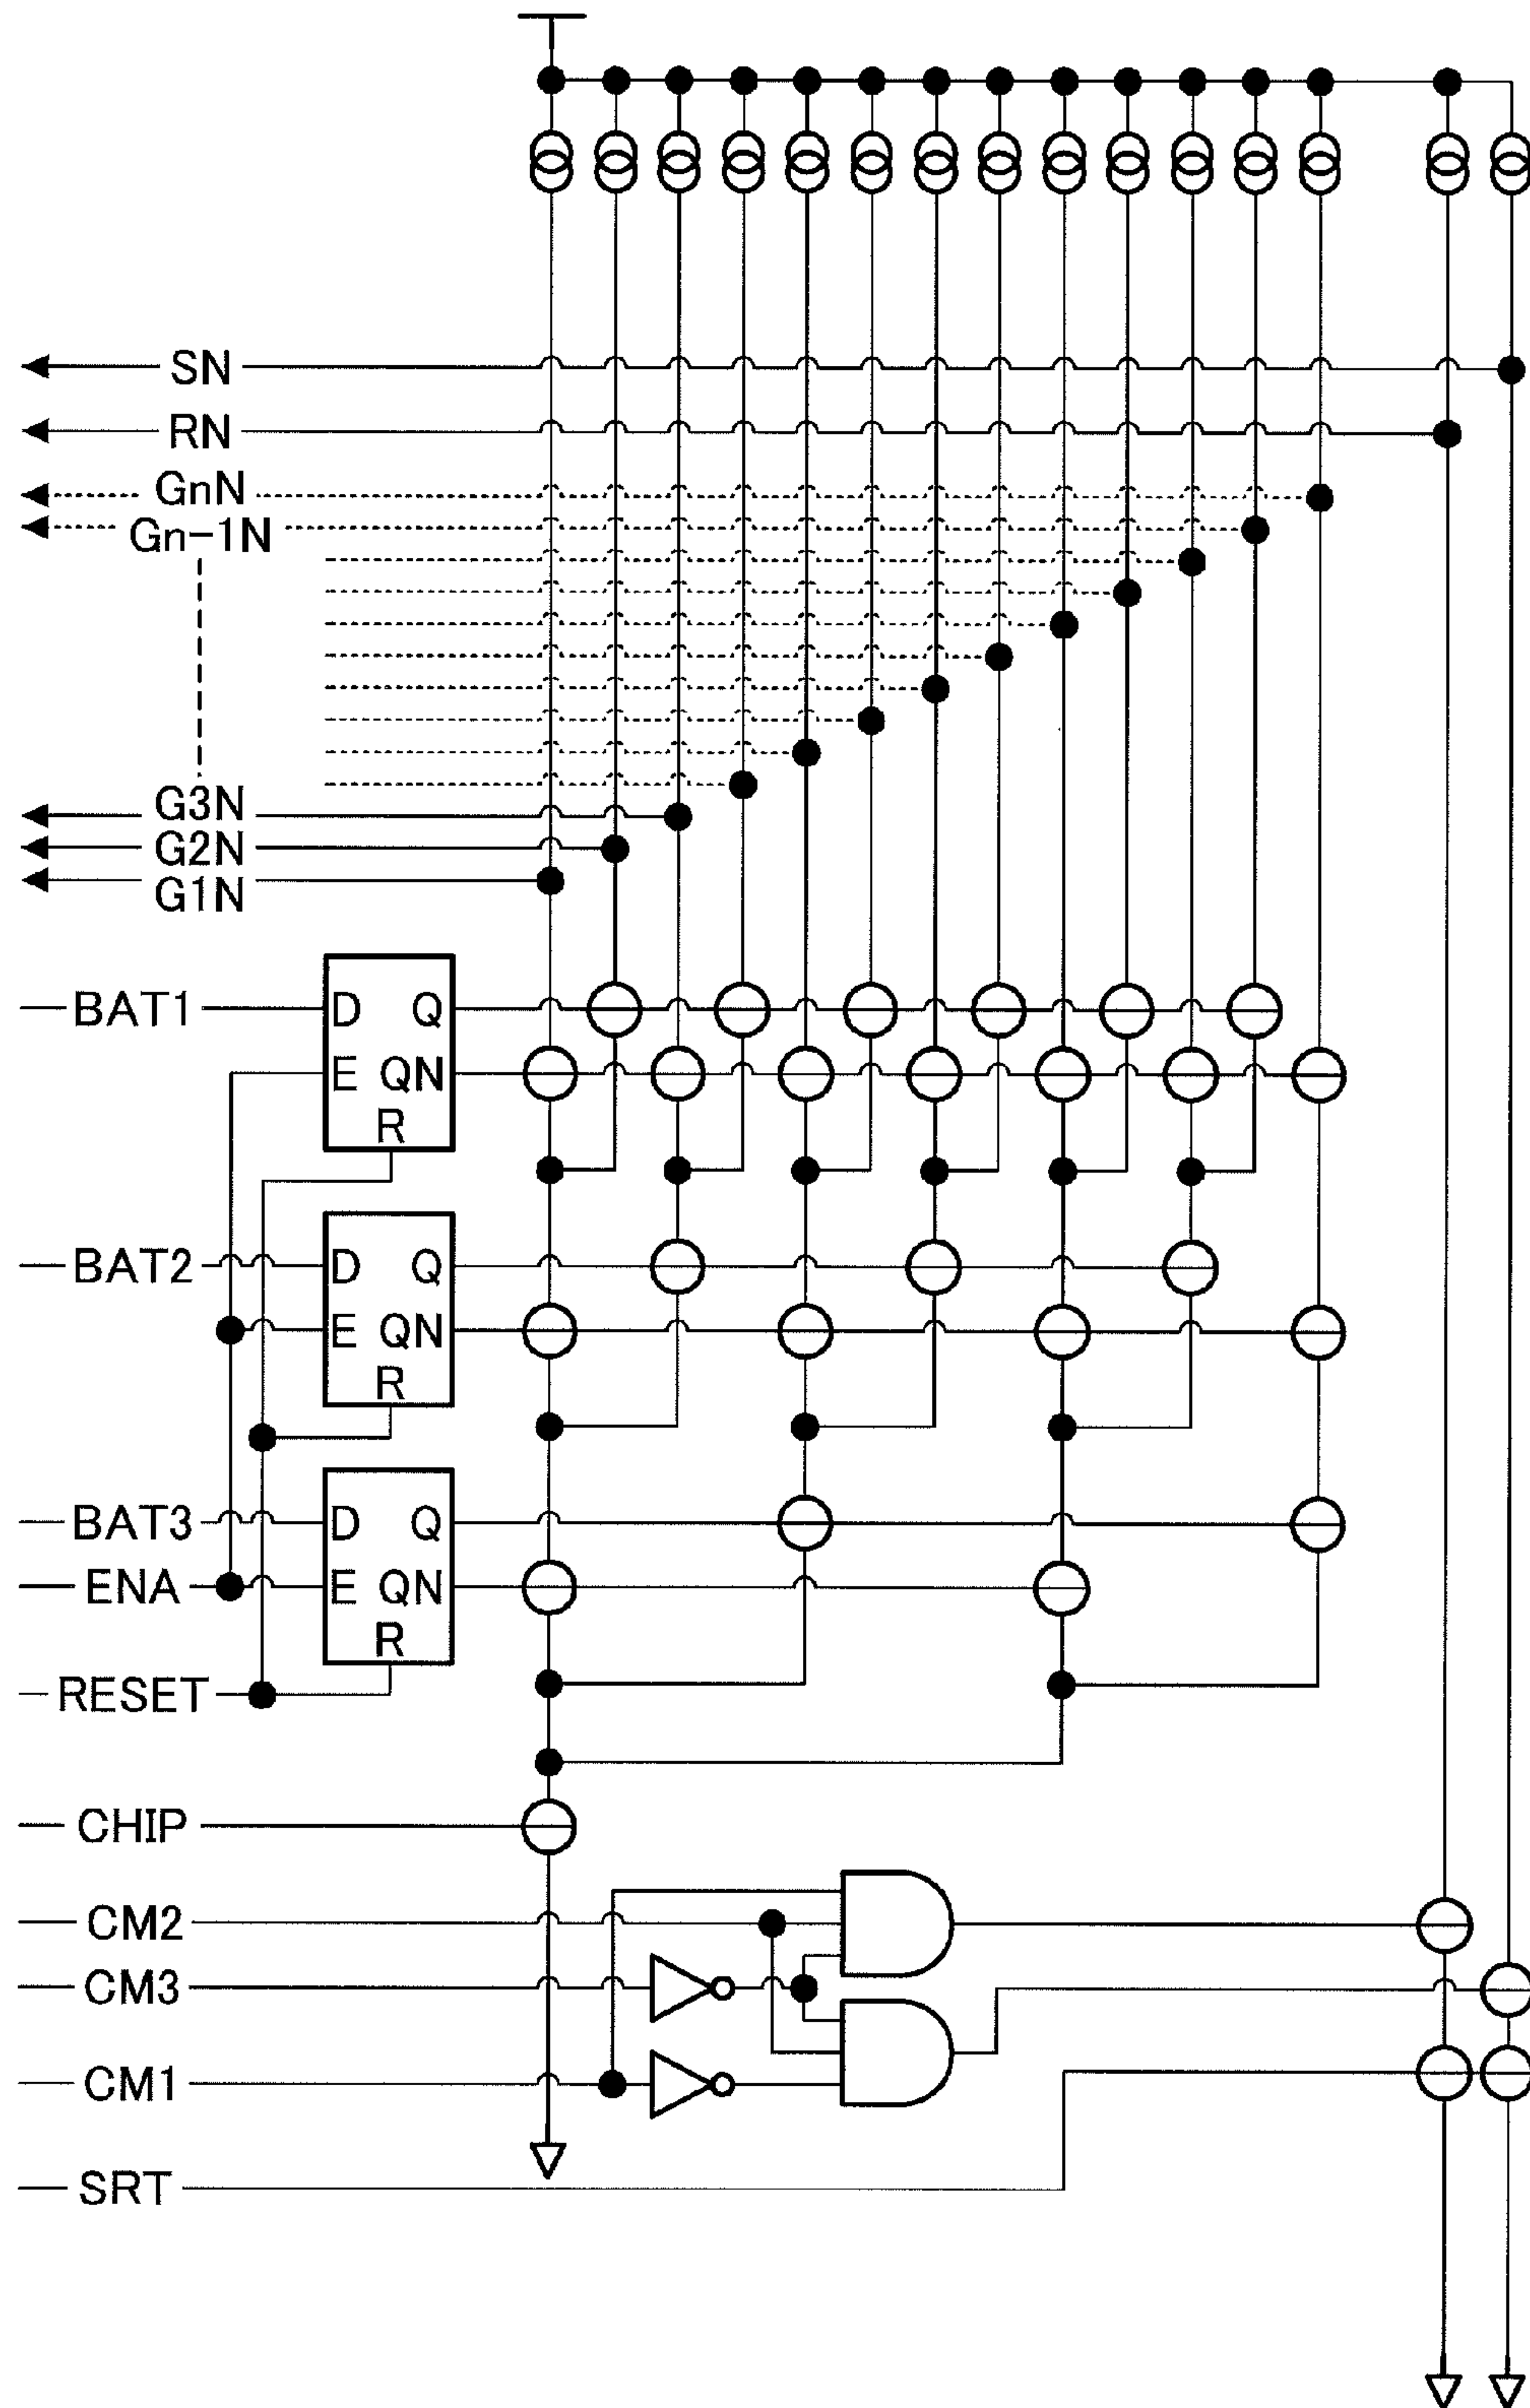 SN
RN
GnN
Gn-1N
G3N
G2N
G1N
BAT1 D Q
E QN
R
BAT2 D Q
E QN
R
BAT3 D Q
ENA E QN
R
RESET
CHIP
CM2
CM3
CM1
SRT